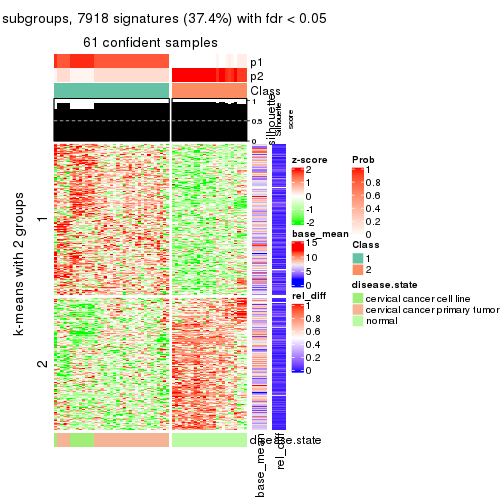 subgroups, 7918 signatures (37.4%) with fdr < 0.05
61 confident samples
p1
p2
Class
1
0.5
0
silhouette
Silhouette
score
k-means with 2 groups
1
2
disease.state
base_mean
rel_diff
z-score
2
1
0
-1
-2
base_mean
15
10
5
0
rel_diff
1
0.8
0.6
0.4
0.2
0
Prob
1
0.8
0.6
0.4
0.2
0
Class
1
2
disease.state
cervical cancer cell line
cervical cancer primary tumor
normal